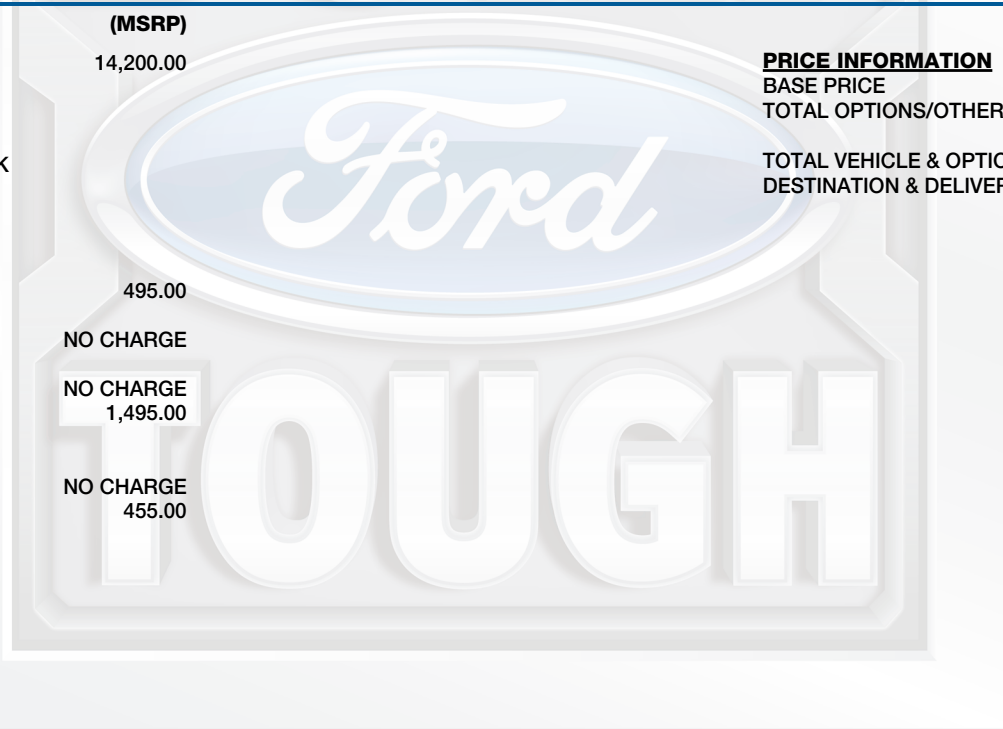 (MSRP)
14,200.00
K
495.00
NO CHARGE
NO CHARGE
1,495.00
NO CHARGE
455.00
PRICE INFORMATION
BASE PRICE
TOTAL OPTIONS/OTHER
TOTAL VEHICLE & OPTIO
DESTINATION & DELIVER
Ford
TOUGH